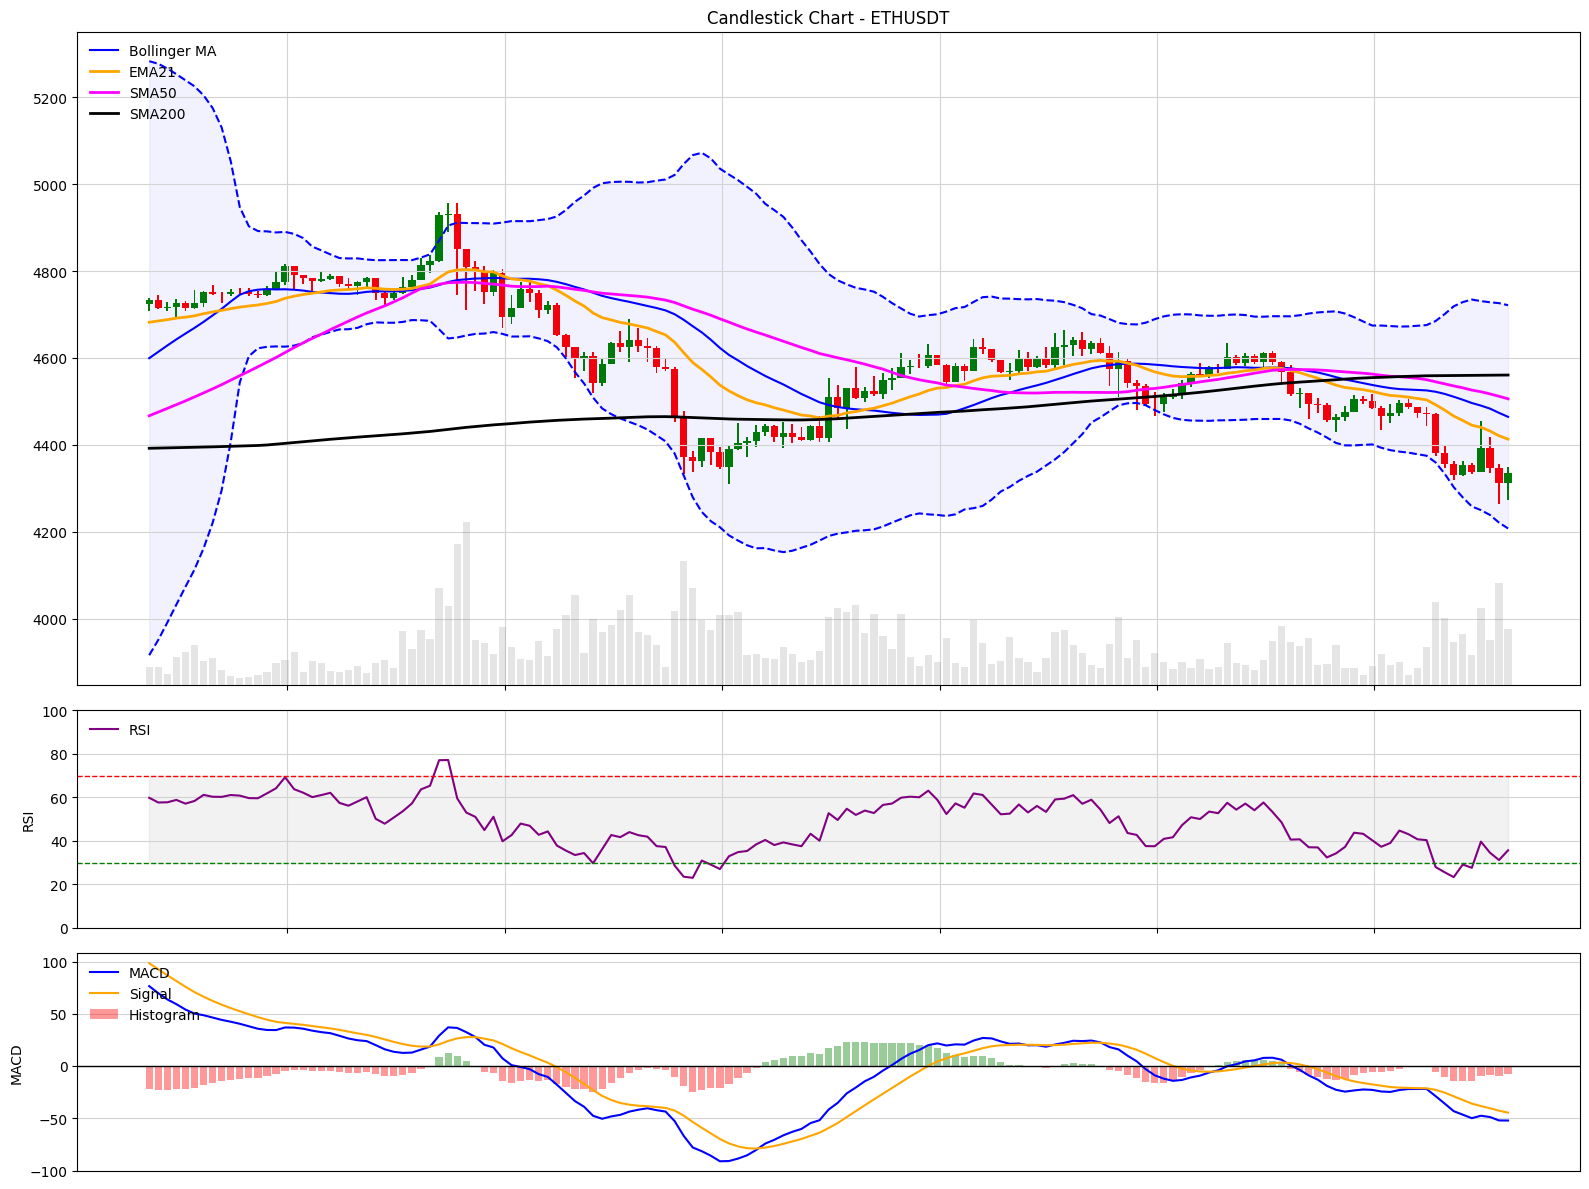 Candlestick Chart - ETHUSDT
Bollinger MA
EMA21
SMA50
SMA200
5200
5000
4800
4600
4400
4200
4000
RSI
100
80
60
40
20
0
RSI
MACD
Signal
Histogram
100
50
0
−50
−100
MACD